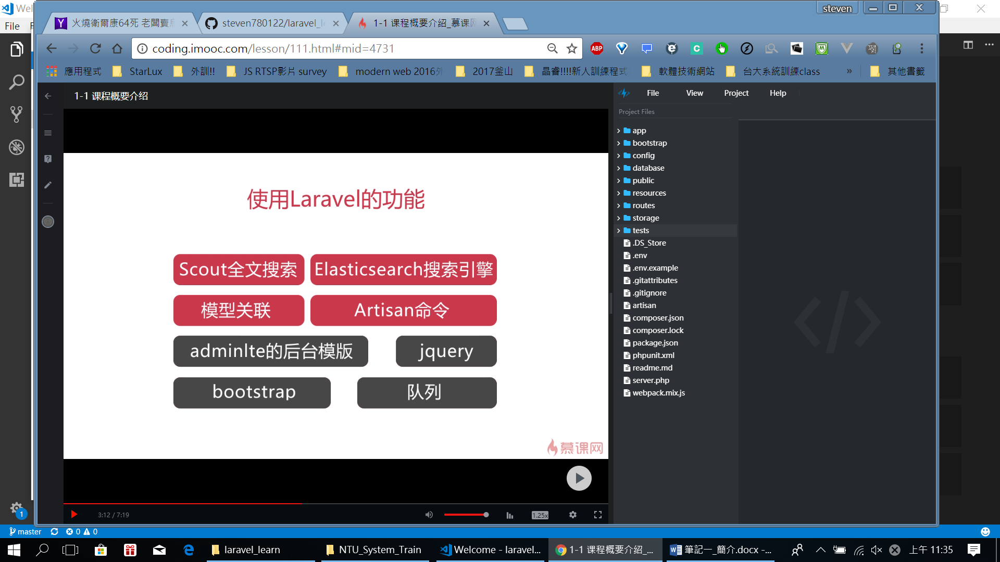 Wel
steven
火燒衛爾康64死 老闆賣
steven780122/laravel_l
1-1 课程概要介绍_慕课网
File
coding.imooc.com/lesson/111.html#mid=4731
ABP
應用程式
StarLux
外訓!!
JS RTSP影片 survey
modern web 2016外
2017釜山
晶睿!!!!新人訓練程式
軟體技術網站
台大系統訓練class
»
其他書籤
1-1 课程概要介绍
File View Project Help
Project Files
app
bootstrap
config
database
public
resources
routes
storage
tests
.DS_Store
.env
.env.example
.gitattributes
.gitignore
artisan
composer.json
composer.lock
package.json
phpunit.xml
readme.md
server.php
webpack.mix.js
使用Laravel的功能
Scout全文搜索
Elasticsearch搜索引擎
模型关联
Artisan命令
adminlte的后台模版
jquery
bootstrap
队列
慕课网
3:12 / 7:19
1.25x
1
master
0
0
laravel_learn
NTU_System_Train
Welcome - laravel...
1-1 课程概要介绍_...
筆記一_簡介.docx -...
上午 11:35